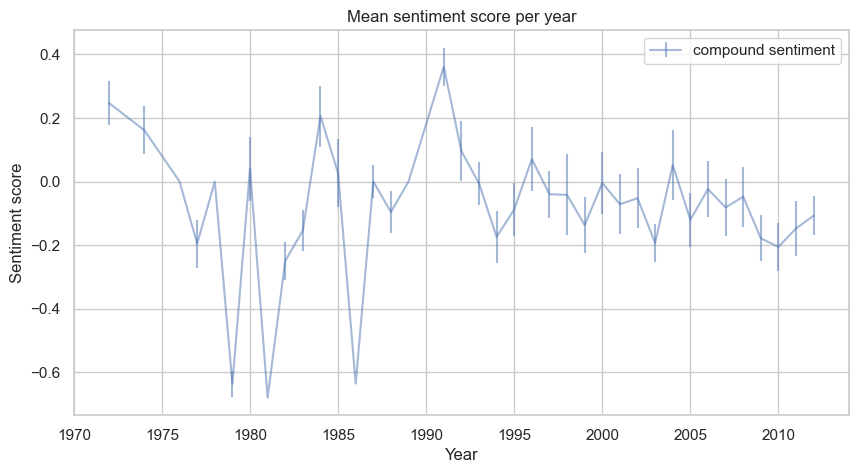 Mean sentiment score per year
compound sentiment
Sentiment score
0.4
0.2
0.0
−0.2
−0.4
−0.6
1970 1975 1980 1985 1990 1995 2000 2005 2010
Year